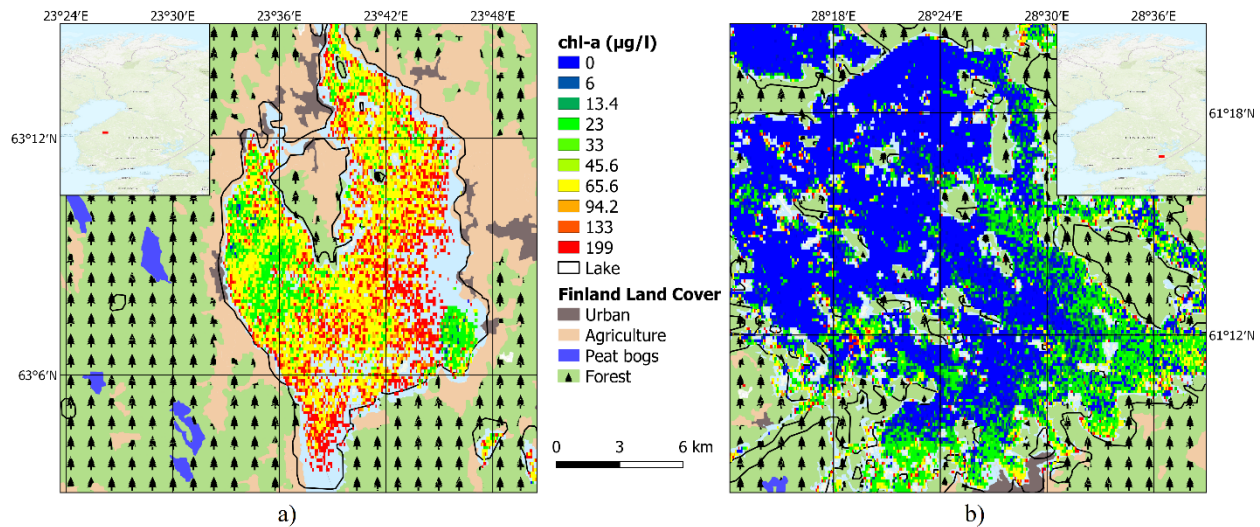 23°24'E 23°30'E 23°36'E 23°42'E 23°48'E
28°18'E 28°24'E 28°30'E 28°36'E
63°12'N
63°6'N
chl-a (µg/l)
0
6
13.4
23
33
45.6
65.6
94.2
133
199
Lake
Finland Land Cover
Urban
Agriculture
Peat bogs
Forest
0 3 6 km
61°18'N
61°12'N
a)
b)